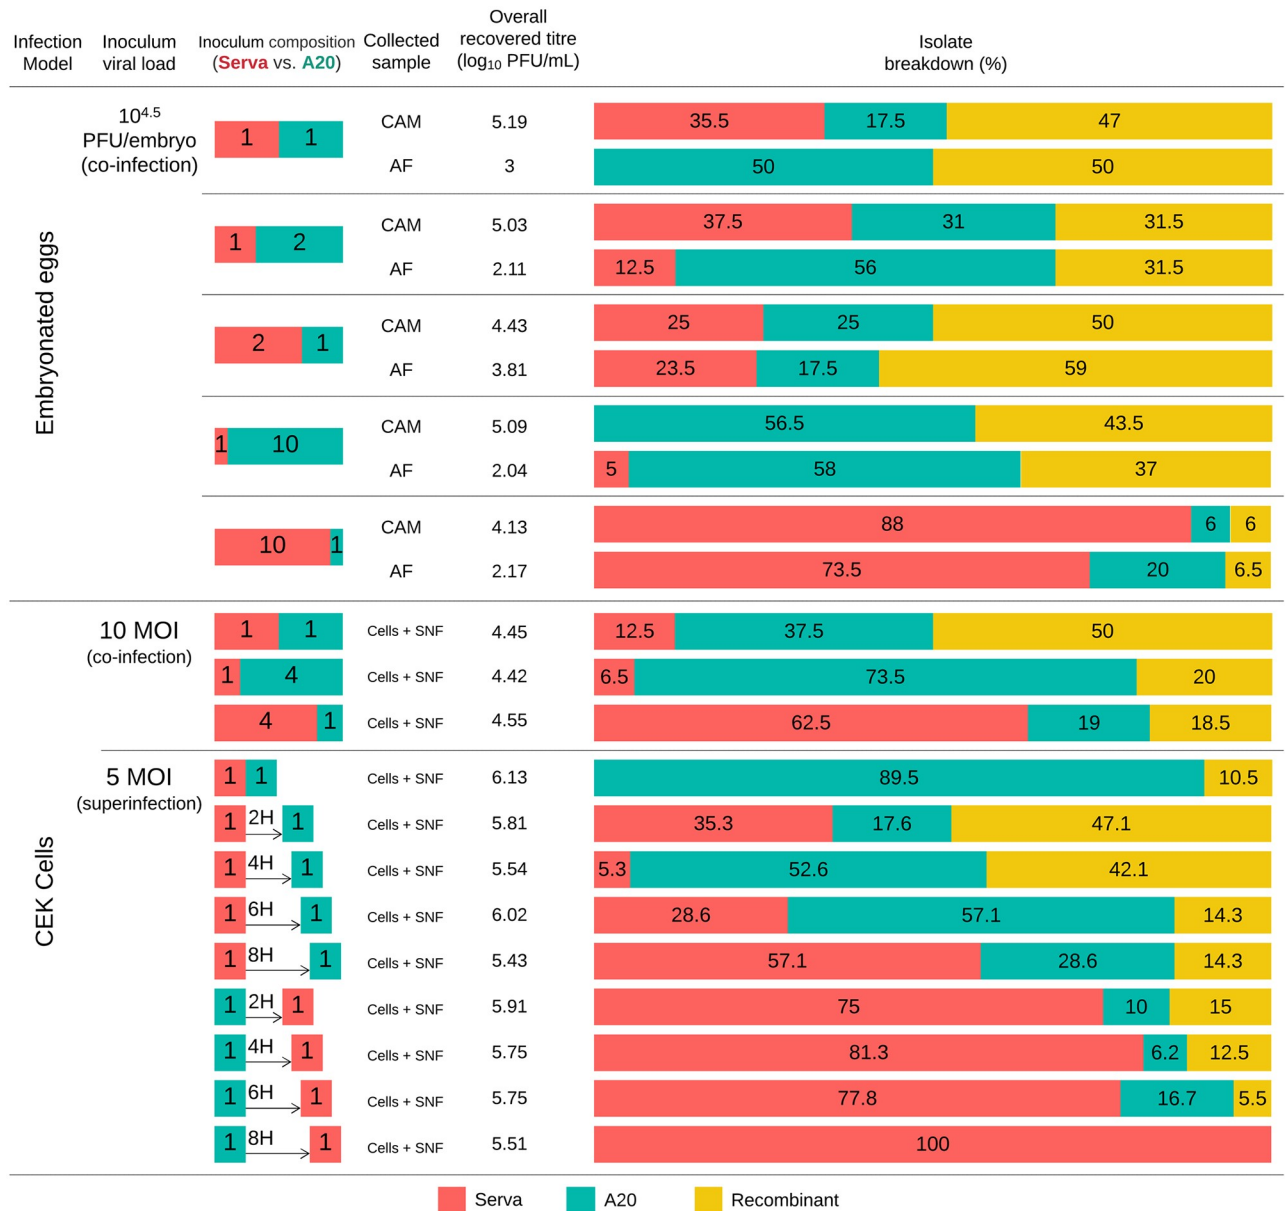 Infection Model
Inoculum viral load
Inoculum composition (Serva vs. A20)
Collected sample
Overall recovered titre (log10 PFU/mL)
Isolate breakdown (%)
Embryonated eggs
10^4.5 PFU/embryo (co-infection)
1 1
CAM 5.19 35.5 17.5 47
AF 3 50 50
1 2
CAM 5.03 37.5 31 31.5
AF 2.11 12.5 56 31.5
2 1
CAM 4.43 25 25 50
AF 3.81 23.5 17.5 59
1 10
CAM 5.09 56.5 43.5
AF 2.04 5 58 37
10 1
CAM 4.13 88 6 6
AF 2.17 73.5 20 6.5
CEK Cells
10 MOI
(co-infection)
1 1 Cells + SNF 4.45 12.5 37.5 50
1 4 Cells + SNF 4.42 6.5 73.5 20
4 1 Cells + SNF 4.55 62.5 19 18.5
5 MOI
(superinfection)
1 1 Cells + SNF 6.13 89.5 10.5
1 2H 1 Cells + SNF 5.81 35.3 17.6 47.1
1 4H 1 Cells + SNF 5.54 5.3 52.6 42.1
1 6H 1 Cells + SNF 6.02 28.6 57.1 14.3
1 8H 1 Cells + SNF 5.43 57.1 28.6 14.3
1 2H 1 Cells + SNF 5.91 75 10 15
1 4H 1 Cells + SNF 5.75 81.3 6.2 12.5
1 6H 1 Cells + SNF 5.75 77.8 16.7 5.5
1 8H 1 Cells + SNF 5.51 100
Serva A20 Recombinant